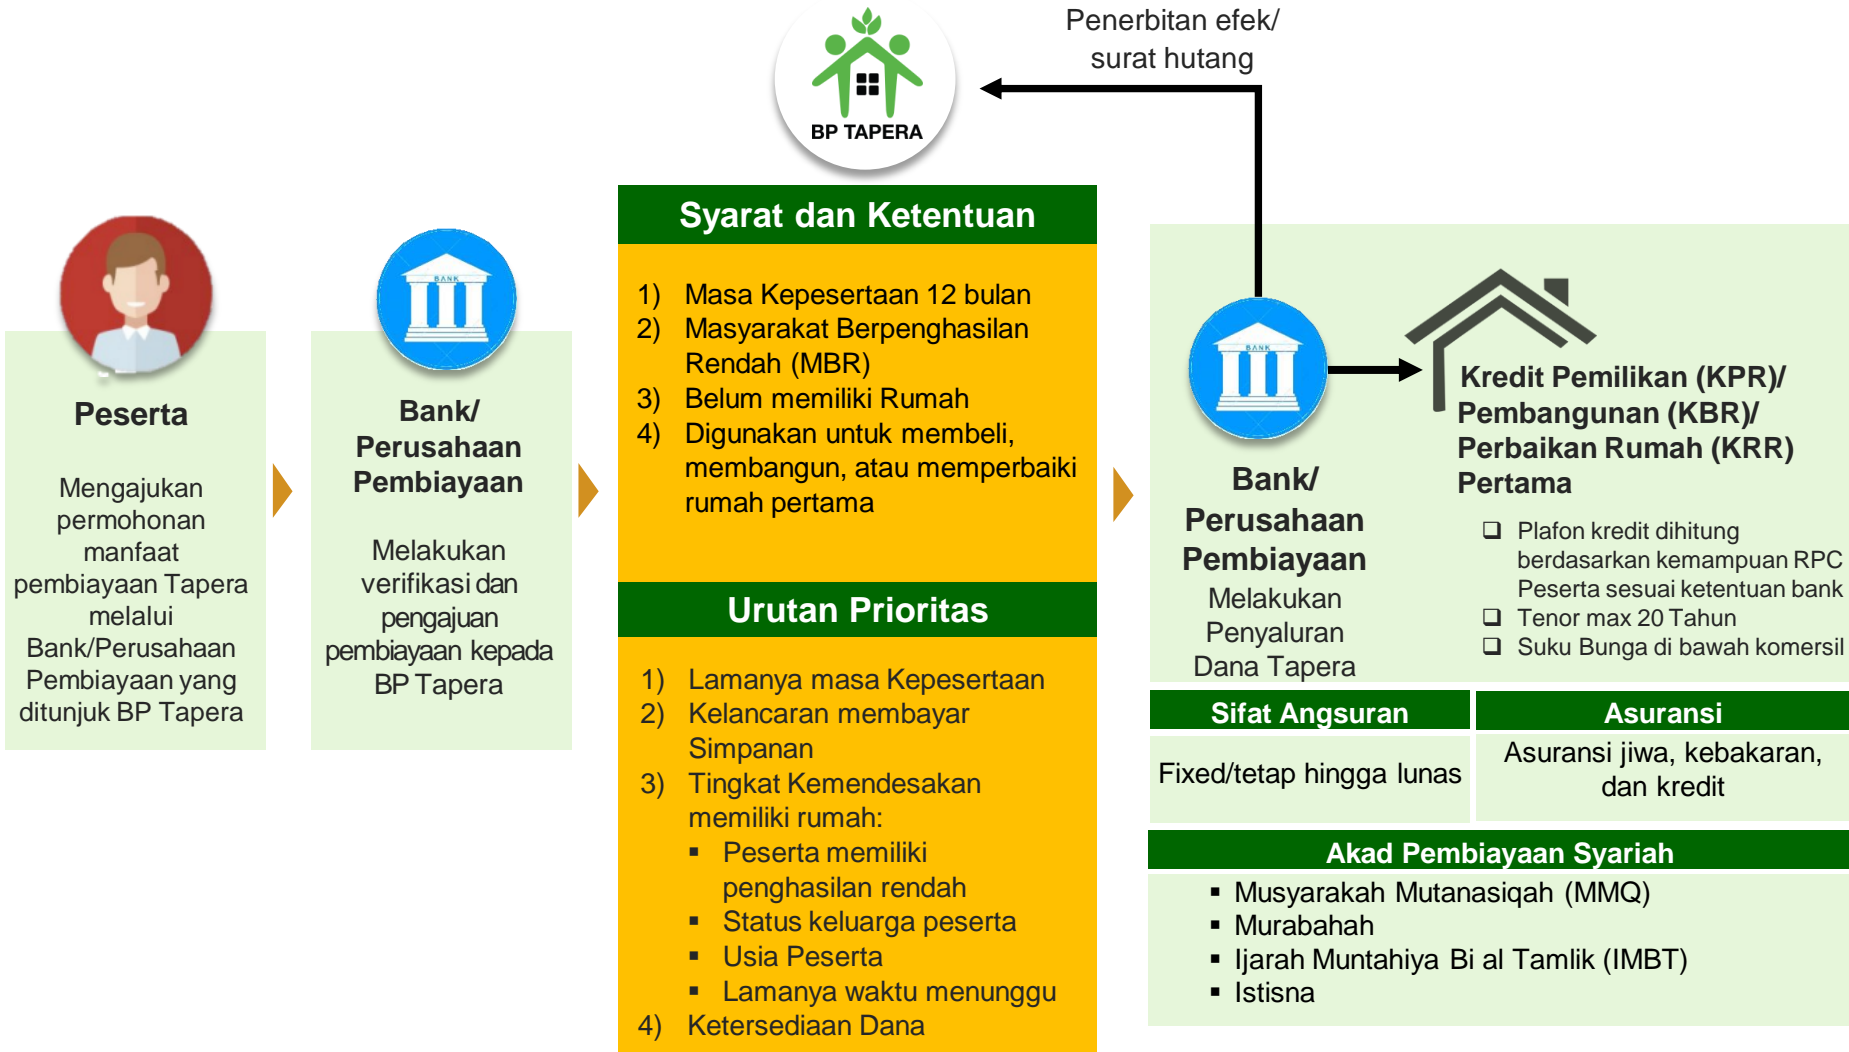 Penerbitan efek/
surat hutang
BP TAPERA
Peserta
Mengajukan
permohonan
manfaat
pembiayaan Tapera
melalui
Bank/Perusahaan
Pembiayaan yang
ditunjuk BP Tapera
BANK
Bank/
Perusahaan
Pembiayaan
Melakukan
verifikasi dan
pengajuan
pembiayaan kepada
BP Tapera
Syarat dan Ketentuan
1) Masa Kepesertaan 12 bulan
2) Masyarakat Berpenghasilan
Rendah (MBR)
3) Belum memiliki Rumah
4) Digunakan untuk membeli,
membangun, atau memperbaiki
rumah pertama
Urutan Prioritas
1) Lamanya masa Kepesertaan
2) Kelancaran membayar
Simpanan
3) Tingkat Kemendesakan
memiliki rumah:
▪ Peserta memiliki
penghasilan rendah
▪ Status keluarga peserta
▪ Usia Peserta
▪ Lamanya waktu menunggu
4) Ketersediaan Dana
BANK
Bank/
Perusahaan
Pembiayaan
Melakukan
Penyaluran
Dana Tapera
Kredit Pemilikan (KPR)/
Pembangunan (KBR)/
Perbaikan Rumah (KRR)
Pertama
❑ Plafon kredit dihitung
berdasarkan kemampuan RPC
Peserta sesuai ketentuan bank
❑ Tenor max 20 Tahun
❑ Suku Bunga di bawah komersil
Sifat Angsuran
Fixed/tetap hingga lunas
Asuransi
Asuransi jiwa, kebakaran,
dan kredit
Akad Pembiayaan Syariah
▪ Musyarakah Mutanasiqah (MMQ)
▪ Murabahah
▪ Ijarah Muntahiya Bi al Tamlik (IMBT)
▪ Istisna